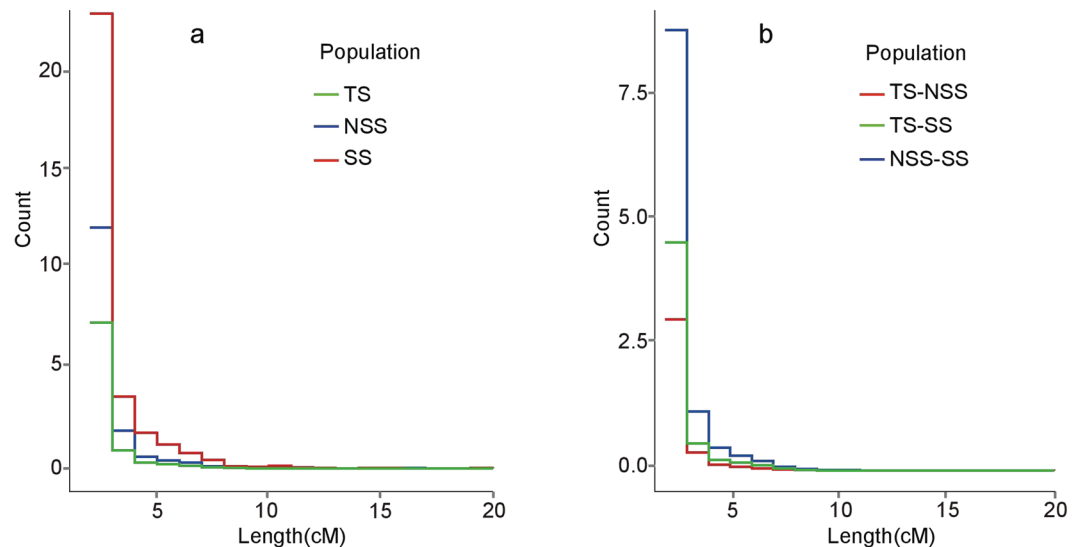 a
Population
TS
NSS
SS
Count
20
15
10
5
0
5
10
15
20
Length(cM)
b
Population
TS-NSS
TS-SS
NSS-SS
Count
7.5
5.0
2.5
0.0
5
10
15
20
Length(cM)